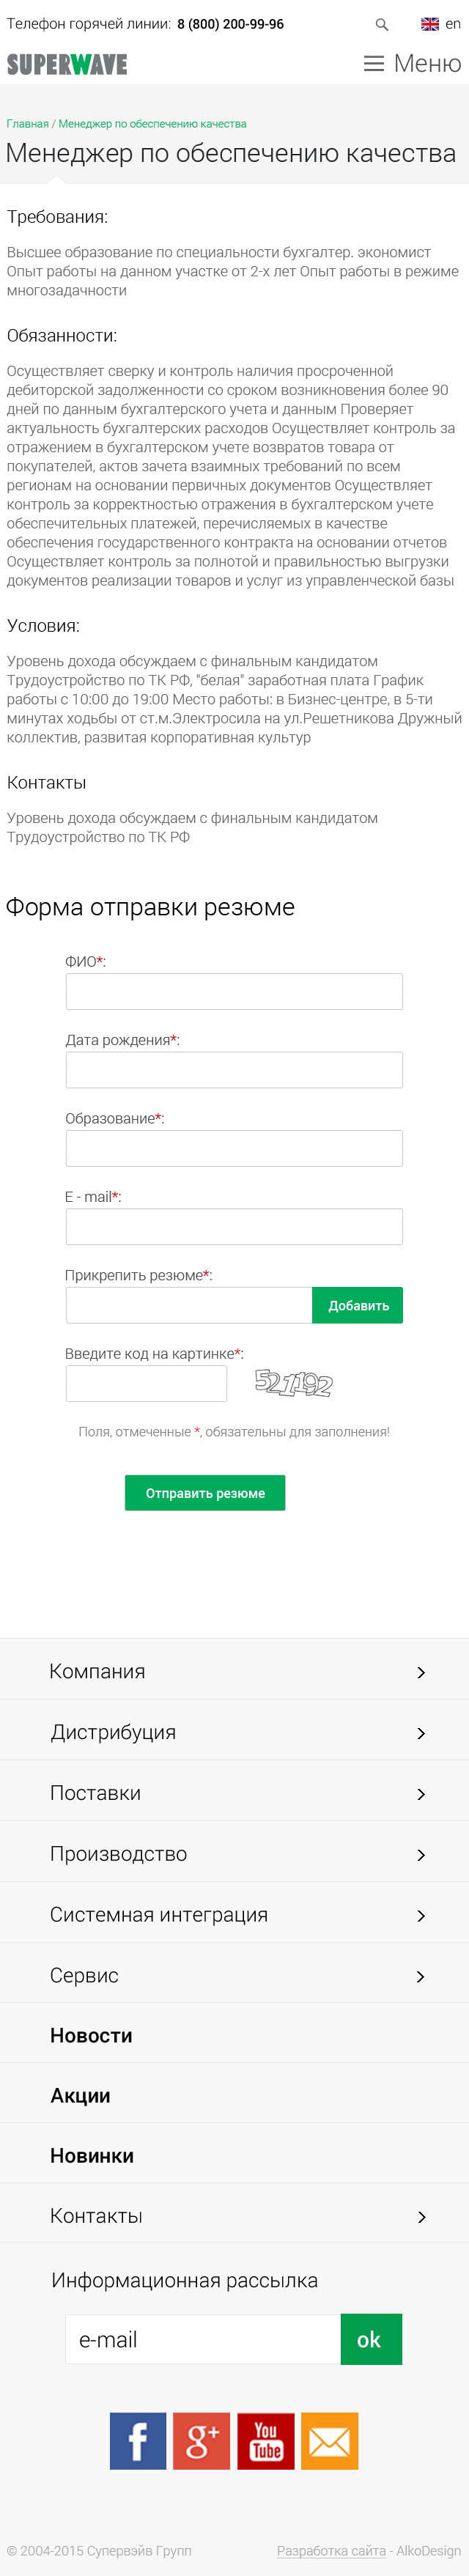 Телефон горячей линии: 8 (800) 200-99-96
en
SUPERWAVE
Меню
Главная / Менеджер по обеспечению качества
Менеджер по обеспечению качества
Требования:
Высшее образование по специальности бухгалтер. экономист
Опыт работы на данном участке от 2-х лет Опыт работы в режиме
многозадачности
Обязанности:
Осуществляет сверку и контроль наличия просроченной
дебиторской задолженности со сроком возникновения более 90
дней по данным бухгалтерского учета и данным Проверяет
актуальность бухгалтерских расходов Осуществляет контроль за
отражением в бухгалтерском учете возвратов товара от
покупателей, актов зачета взаимных требований по всем
регионам на основании первичных документов Осуществляет
контроль за корректностью отражения в бухгалтерском учете
обеспечительных платежей, перечисляемых в качестве
обеспечения государственного контракта на основании отчетов
Осуществляет контроль за полнотой и правильностью выгрузки
документов реализации товаров и услуг из управленческой базы
Условия:
Уровень дохода обсуждаем с финальным кандидатом
Трудоустройство по ТК РФ, "белая" заработная плата График
работы с 10:00 до 19:00 Место работы: в Бизнес-центре, в 5-ти
минутах ходьбы от ст.м.Электросила на ул.Решетникова Дружный
коллектив, развитая корпоративная культур
Контакты
Уровень дохода обсуждаем с финальным кандидатом
Трудоустройство по ТК РФ
Форма отправки резюме
ФИО*:
Дата рождения*:
Образование*:
E - mail*:
Прикрепить резюме*:
Добавить
Введите код на картинке*:
521192
Поля, отмеченные *, обязательны для заполнения!
Отправить резюме
Компания
Дистрибуция
Поставки
Производство
Системная интеграция
Сервис
Новости
Акции
Новинки
Контакты
Информационная рассылка
e-mail
ok
f
g+
You
Tube
© 2004-2015 Супервэйв Групп
Разработка сайта - AlkoDesign